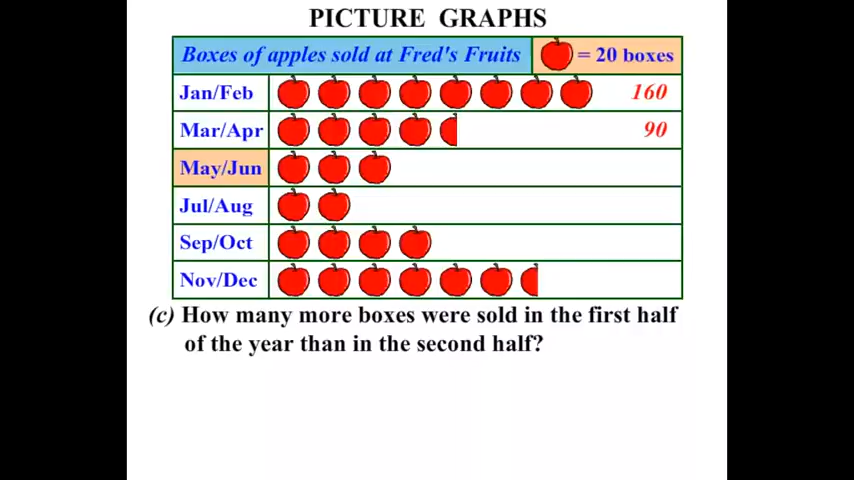 PICTURE GRAPHS
Boxes of apples sold at Fred's Fruits = 20 boxes
Jan/Feb 160
Mar/Apr 90
May/Jun
Jul/Aug
Sep/Oct
Nov/Dec
(c) How many more boxes were sold in the first half
of the year than in the second half?